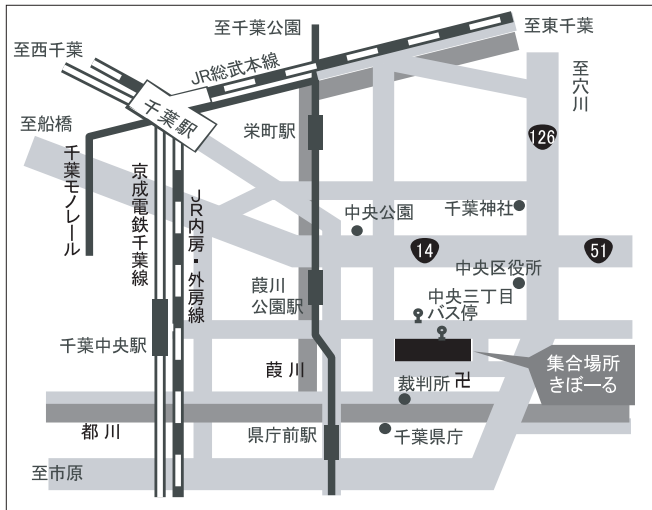 至千葉公園
至東千葉
至西千葉
JR総武本線
至穴川
千葉駅
至船橋
栄町駅
126
千葉モノレール
京成電鉄千葉線
JR内房・外房線
中央公園
千葉神社
14
51
中央区役所
葭川
公園駅
中央三丁目
バス停
千葉中央駅
葭川
集合場所
きぼーる
裁判所
卍
都川
県庁前駅
千葉県庁
至市原